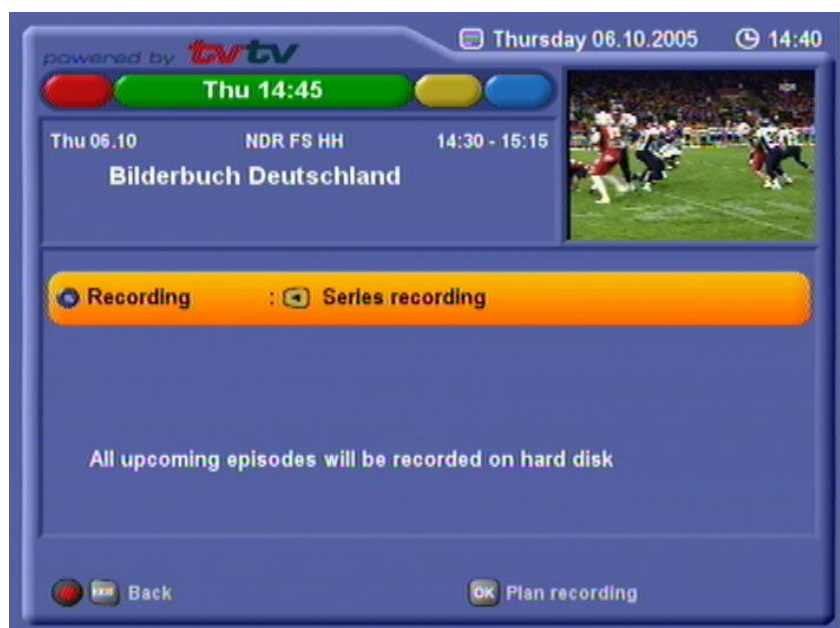 Thursday 06.10.2005 14:40
powered by tvtv
Thu 14:45
Thu 06.10 NDR FS HH 14:30 - 15:15
Bilderbuch Deutschland
Recording : Series recording
All upcoming episodes will be recorded on hard disk
EXIT Back OK Plan recording